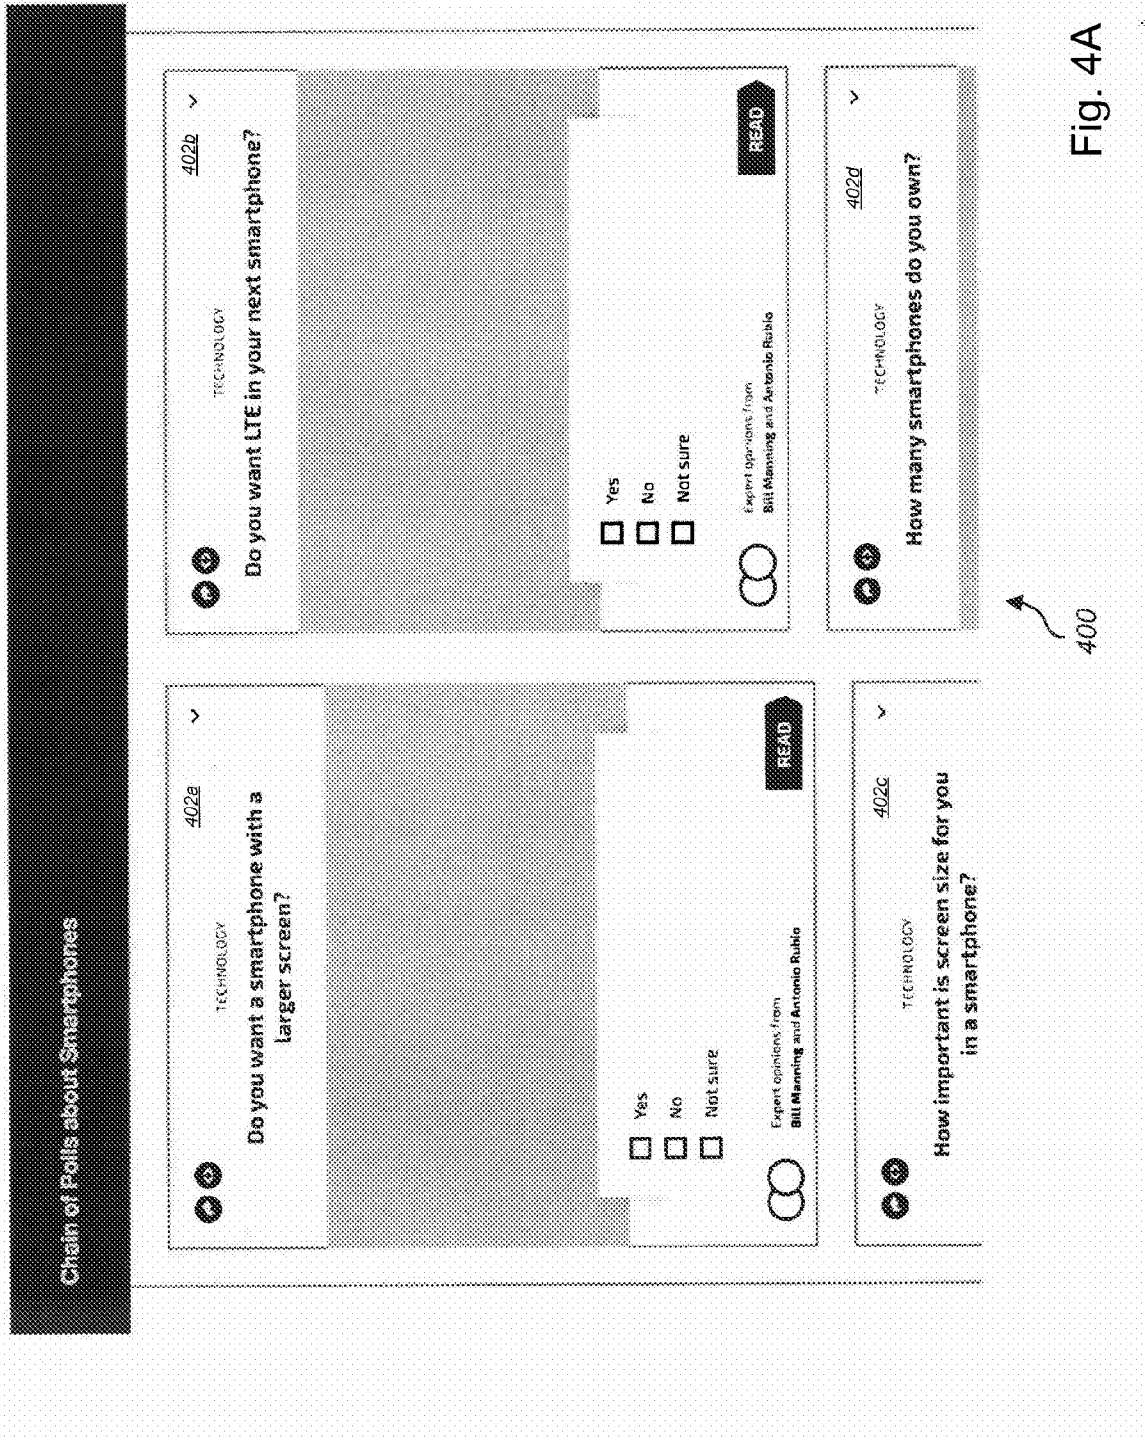 Chain of Polls about Smartphones
402a
TECHNOLOGY
Do you want a smartphone with a
larger screen?
Yes
No
Not sure
Expert opinions from
Bill Manning and Antonio Rubio
READ
402b
TECHNOLOGY
Do you want LTE in your next smartphone?
Yes
No
Not sure
Expert opinions from
Bill Manning and Antonio Rubio
READ
402c
TECHNOLOGY
How important is screen size for you
in a smartphone?
402d
TECHNOLOGY
How many smartphones do you own?
400
Fig. 4A